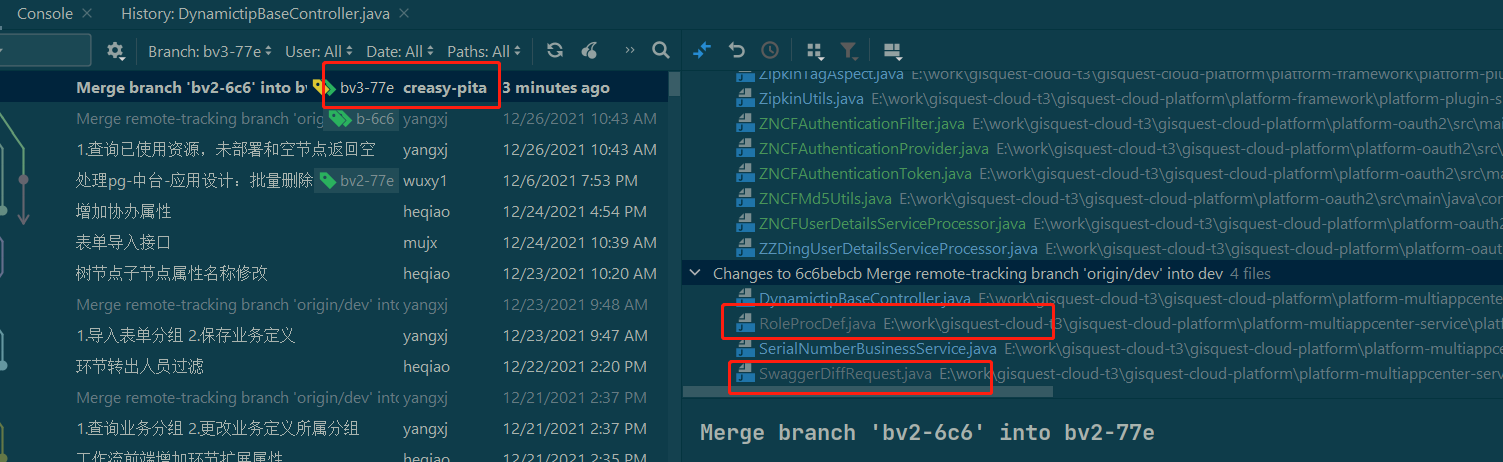 Console × History: DynamictipBaseController.java ×
Branch: bv3-77e User: All Date: All Paths: All »
Merge branch 'bv2-6c6' into bv bv3-77e creasy-pita 3 minutes ago
Merge remote-tracking branch 'orig b-6c6 yangxj 12/26/2021 10:43 AM
1.查询已使用资源，未部署和空节点返回空 yangxj 12/26/2021 10:43 AM
处理pg-中台-应用设计：批量删除 bv2-77e wuxy1 12/6/2021 7:53 PM
增加协办属性 heqiao 12/24/2021 4:54 PM
表单导入接口 mujx 12/24/2021 10:39 AM
树节点子节点属性名称修改 heqiao 12/23/2021 10:20 AM
Merge remote-tracking branch 'origin/dev' into yangxj 12/23/2021 9:48 AM
1.导入表单分组 2.保存业务定义 yangxj 12/23/2021 9:47 AM
环节转出人员过滤 heqiao 12/22/2021 2:20 PM
Merge remote-tracking branch 'origin/dev' into yangxj 12/21/2021 2:37 PM
1.查询业务分组 2.更改业务定义所属分组 yangxj 12/21/2021 2:37 PM
工作流前端增加环节扩展属性 heqiao 12/21/2021 2:35 PM
ZipkinTagAspect.java E:\work\gisquest-cloud-t3\gisquest-cloud-platform\platform-framework\platform-plugin
ZipkinUtils.java E:\work\gisquest-cloud-t3\gisquest-cloud-platform\platform-framework\platform-plugin-s
ZNCFAuthenticationFilter.java E:\work\gisquest-cloud-t3\gisquest-cloud-platform\platform-oauth2\src\mai
ZNCFAuthenticationProvider.java E:\work\gisquest-cloud-t3\gisquest-cloud-platform\platform-oauth2\src
ZNCFAuthenticationToken.java E:\work\gisquest-cloud-t3\gisquest-cloud-platform\platform-oauth2\src\ma
ZNCFMd5Utils.java E:\work\gisquest-cloud-t3\gisquest-cloud-platform\platform-oauth2\src\main\java\con
ZNCFUserDetailsServiceProcessor.java E:\work\gisquest-cloud-t3\gisquest-cloud-platform\platform-oaut
ZZDingUserDetailsServiceProcessor.java E:\work\gisquest-cloud-t3\gisquest-cloud-platform\platform-oau
Changes to 6c6bebcb Merge remote-tracking branch 'origin/dev' into dev 4 files
DynamictipBaseController.java E:\work\gisquest-cloud-t3\gisquest-cloud-platform\platform-multiappcenter
RoleProcDef.java E:\work\gisquest-cloud-t3\gisquest-cloud-platform\platform-multiappcenter-service\platf
SerialNumberBusinessService.java E:\work\gisquest-cloud-t3\gisquest-cloud-platform\platform-multiappce
SwaggerDiffRequest.java E:\work\gisquest-cloud-t3\gisquest-cloud-platform\platform-multiappcenter-serv
Merge branch 'bv2-6c6' into bv2-77e